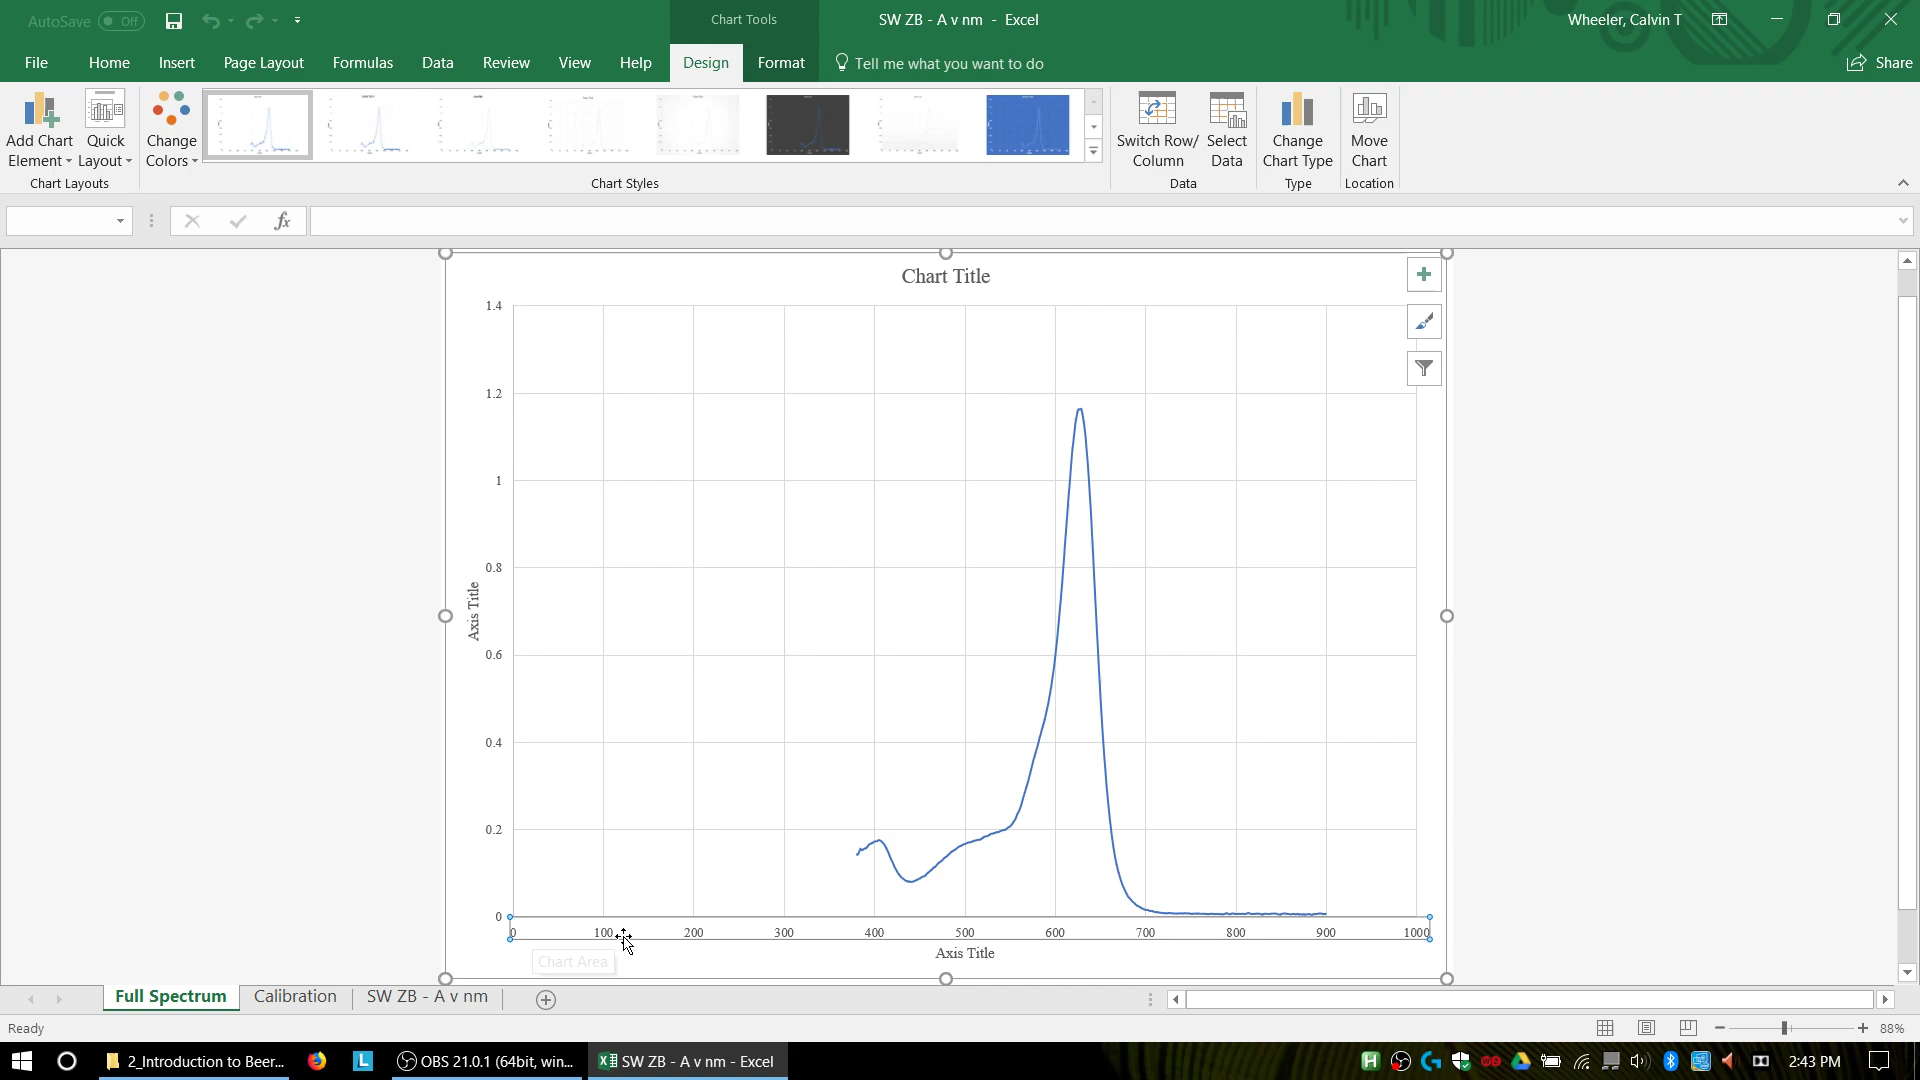 AutoSave Off
Chart Tools
SW ZB - A v nm - Excel
Wheeler, Calvin T
File Home Insert Page Layout Formulas Data Review View Help Design Format Tell me what you want to do Share
Add Chart Element
Quick Layout
Chart Layouts
Change Colors
Chart Styles
Switch Row/ Column
Select Data
Data
Change Chart Type
Type
Move Chart
Location
fx
Chart Title
1.4
1.2
1
0.8
0.6
0.4
0.2
0
Axis Title
0 100 200 300 400 500 600 700 800 900 1000
Axis Title
Chart Area
Full Spectrum Calibration SW ZB - A v nm
Ready
88%
2_Introduction to Beer...
L
OBS 21.0.1 (64bit, win...
SW ZB - A v nm - Excel
H
2:43 PM